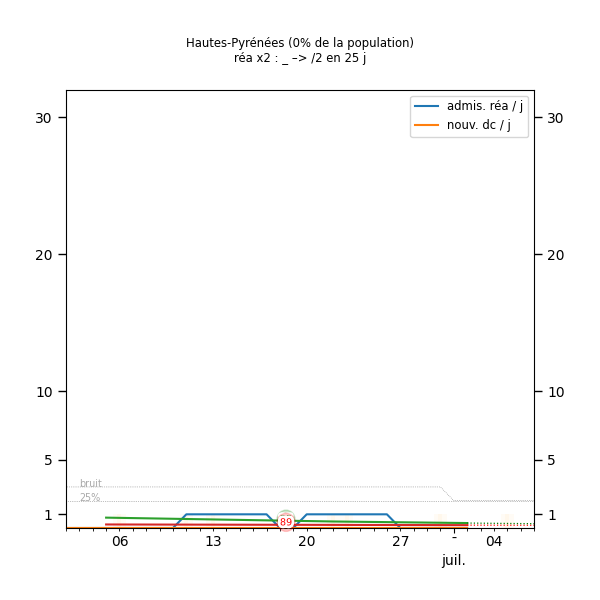 Hautes-Pyrénées (0% de la population)
réa x2 : _ –> /2 en 25 j
admis. réa / j
nouv. dc / j
30 30
20 20
10 10
5 5
bruit
25%
1 89 1
06 13 20 27 - 04
juil.